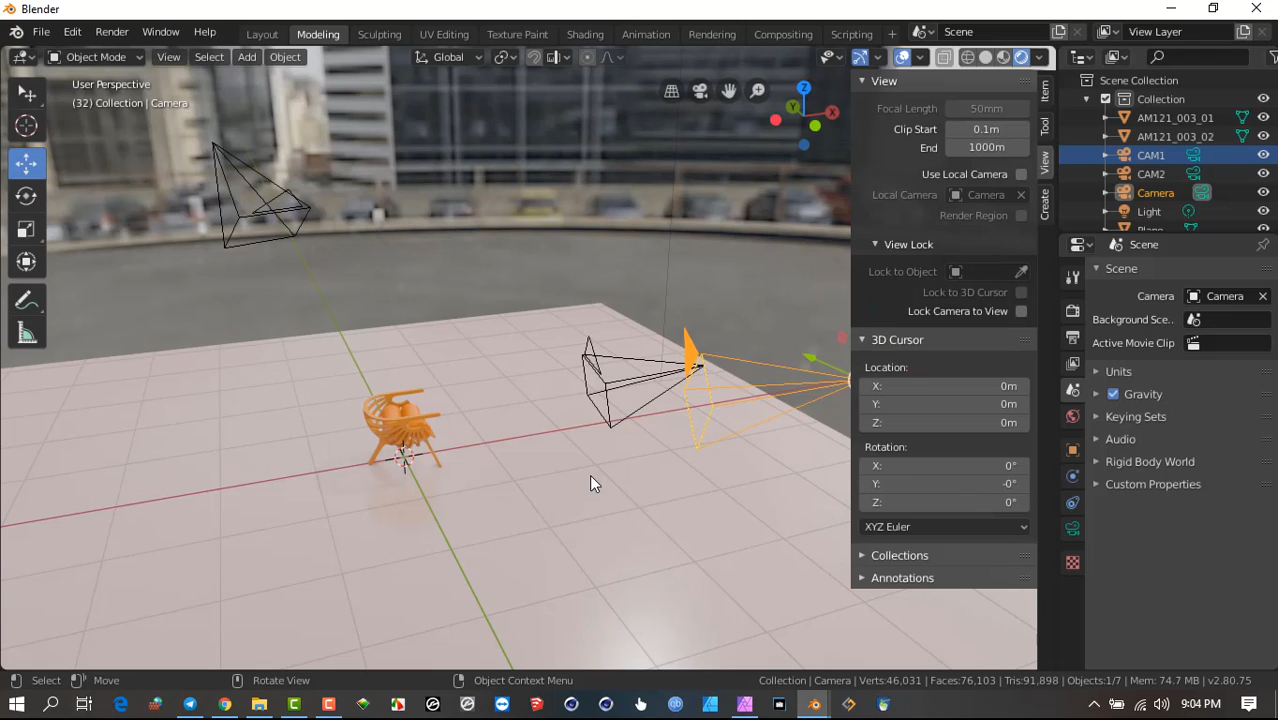 Blender
File Edit Render Window Help
Layout Modeling Sculpting UV Editing Texture Paint Shading Animation Rendering Compositing Scripting
Scene
View Layer
Object Mode View Select Add Object
Global
User Perspective
(32) Collection | Camera
Z
Y
X
View
Focal Length 50mm
Clip Start 0.1m
End 1000m
Use Local Camera
Local Camera Camera
Render Region
View Lock
Lock to Object
Lock to 3D Cursor
Lock Camera to View
3D Cursor
Location:
X: 0m
Y: 0m
Z: 0m
Rotation:
X: 0°
Y: -0°
Z: 0°
XYZ Euler
Collections
Annotations
Item
Tool
View
Create
Scene Collection
Collection
AM121_003_01
AM121_003_02
CAM1
CAM2
Camera
Light
Plane
Scene
Scene
Camera Camera
Background Sce..
Active Movie Clip
Units
Gravity
Keying Sets
Audio
Rigid Body World
Custom Properties
Select Move Rotate View Object Context Menu
Collection | Camera | Verts:46,031 | Faces:76,103 | Tris:91,898 | Objects:1/7 | Mem: 74.7 MB | v2.80.75
9:04 PM